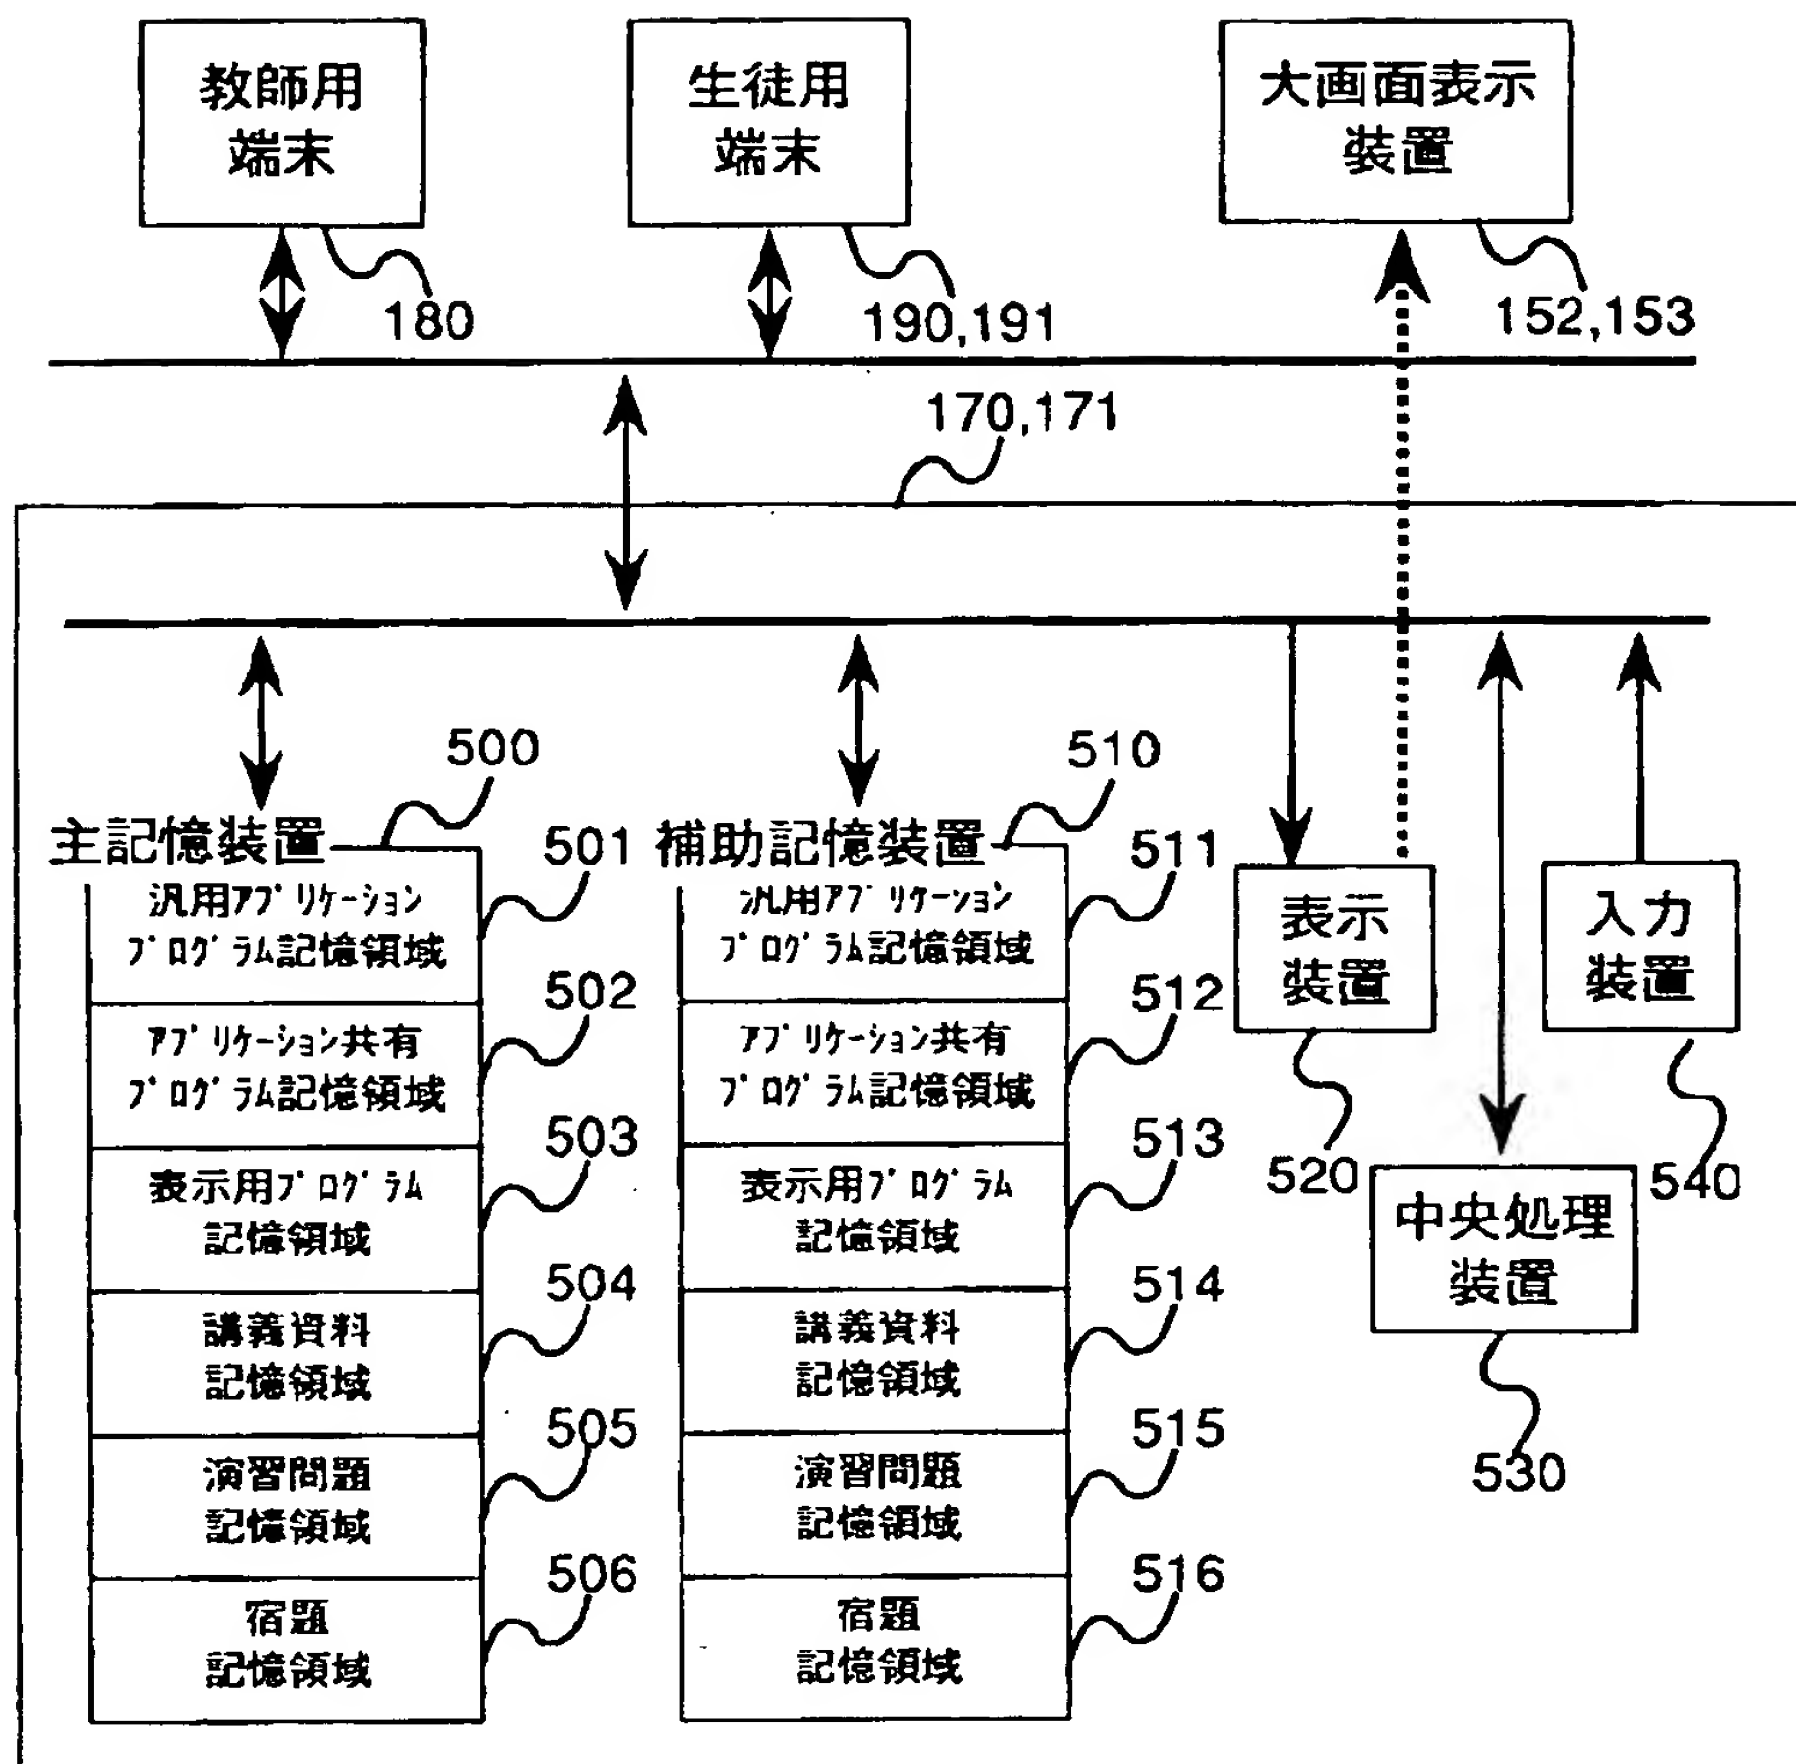 教師用
端末
180
生徒用
端末
190,191
大画面表示
装置
152,153
170,171
主記憶装置
500
汎用アプリケーション
プログラム記憶領域
501
アプリケーション共有
プログラム記憶領域
502
表示用プログラム
記憶領域
503
講義資料
記憶領域
504
演習問題
記憶領域
505
宿題
記憶領域
506
補助記憶装置
510
汎用アプリケーション
プログラム記憶領域
511
アプリケーション共有
プログラム記憶領域
512
表示用プログラム
記憶領域
513
講義資料
記憶領域
514
演習問題
記憶領域
515
宿題
記憶領域
516
表示
装置
520
入力
装置
540
中央処理
装置
530